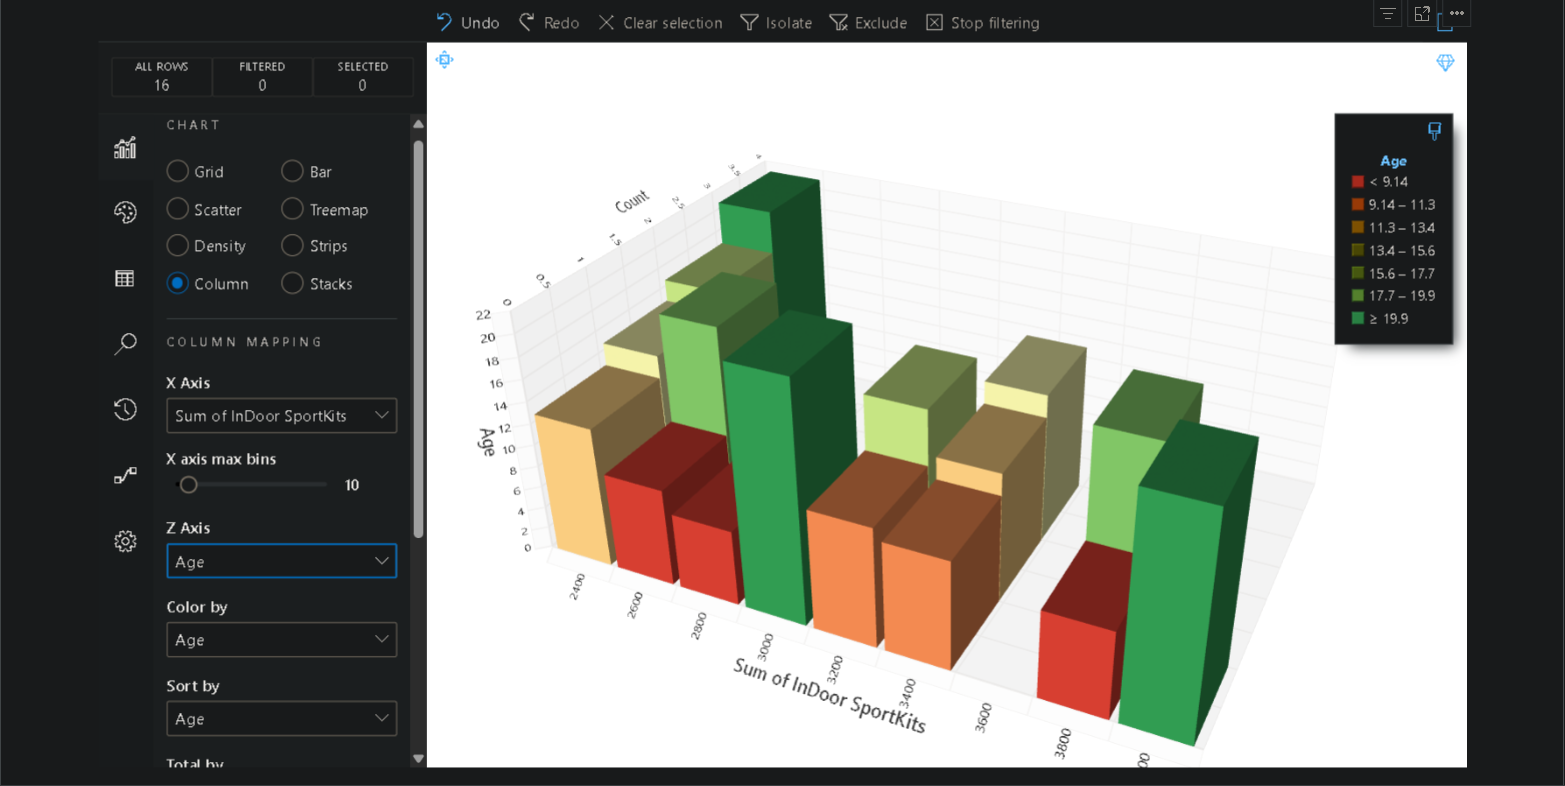 Undo Redo Clear selection Isolate Exclude Stop filtering
ALL ROWS FILTERED SELECTED
16 0 0
CHART
Grid Bar
Scatter Treemap
Density Strips
Column Stacks
COLUMN MAPPING
X Axis
Sum of InDoor SportKits
X axis max bins
10
Z Axis
Age
Color by
Age
Sort by
Age
Total by
Count
4
3.5
3
2.5
2
1.5
1
0.5
0
22
20
18
16
14
12
10
8
6
4
2
0
Age
2400
2600
2800
3000
3200
3400
3600
3800
Sum of InDoor SportKits
Age
< 9.14
9.14 – 11.3
11.3 – 13.4
13.4 – 15.6
15.6 – 17.7
17.7 – 19.9
≥ 19.9